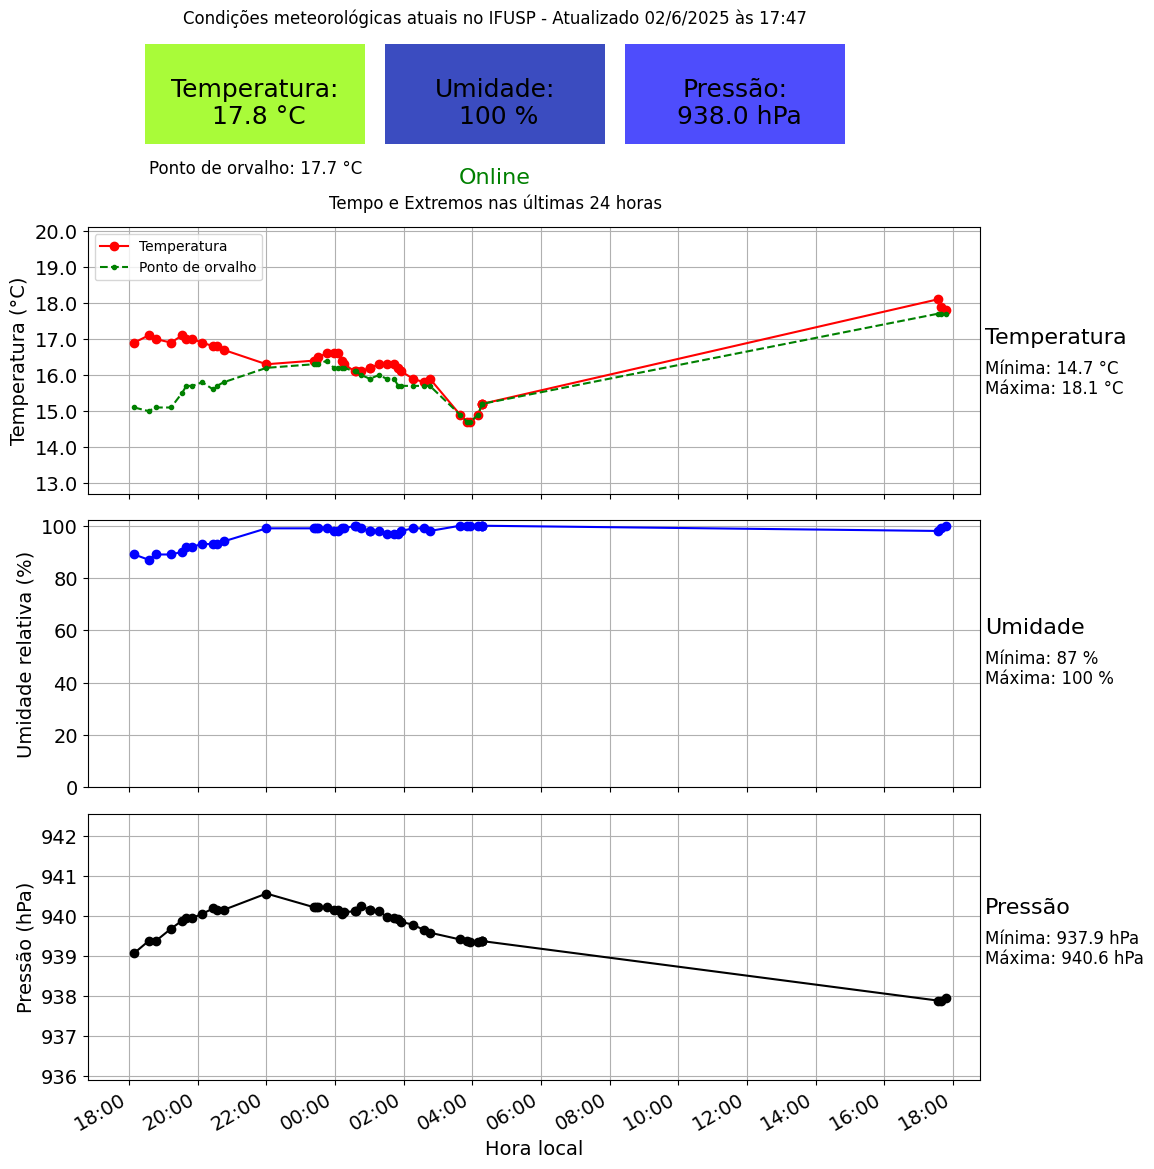 Condições meteorológicas atuais no IFUSP - Atualizado 02/6/2025 às 17:47
Temperatura:
17.8 °C
Umidade:
100 %
Pressão:
938.0 hPa
Ponto de orvalho: 17.7 °C
Online
Tempo e Extremos nas últimas 24 horas
Temperatura (°C)
20.0
19.0
18.0
17.0
16.0
15.0
14.0
13.0
Temperatura
Ponto de orvalho
Temperatura
Mínima: 14.7 °C
Máxima: 18.1 °C
Umidade relativa (%)
100
80
60
40
20
0
Umidade
Mínima: 87 %
Máxima: 100 %
Pressão (hPa)
942
941
940
939
938
937
936
Pressão
Mínima: 937.9 hPa
Máxima: 940.6 hPa
18:00
20:00
22:00
00:00
02:00
04:00
06:00
08:00
10:00
12:00
14:00
16:00
18:00
Hora local